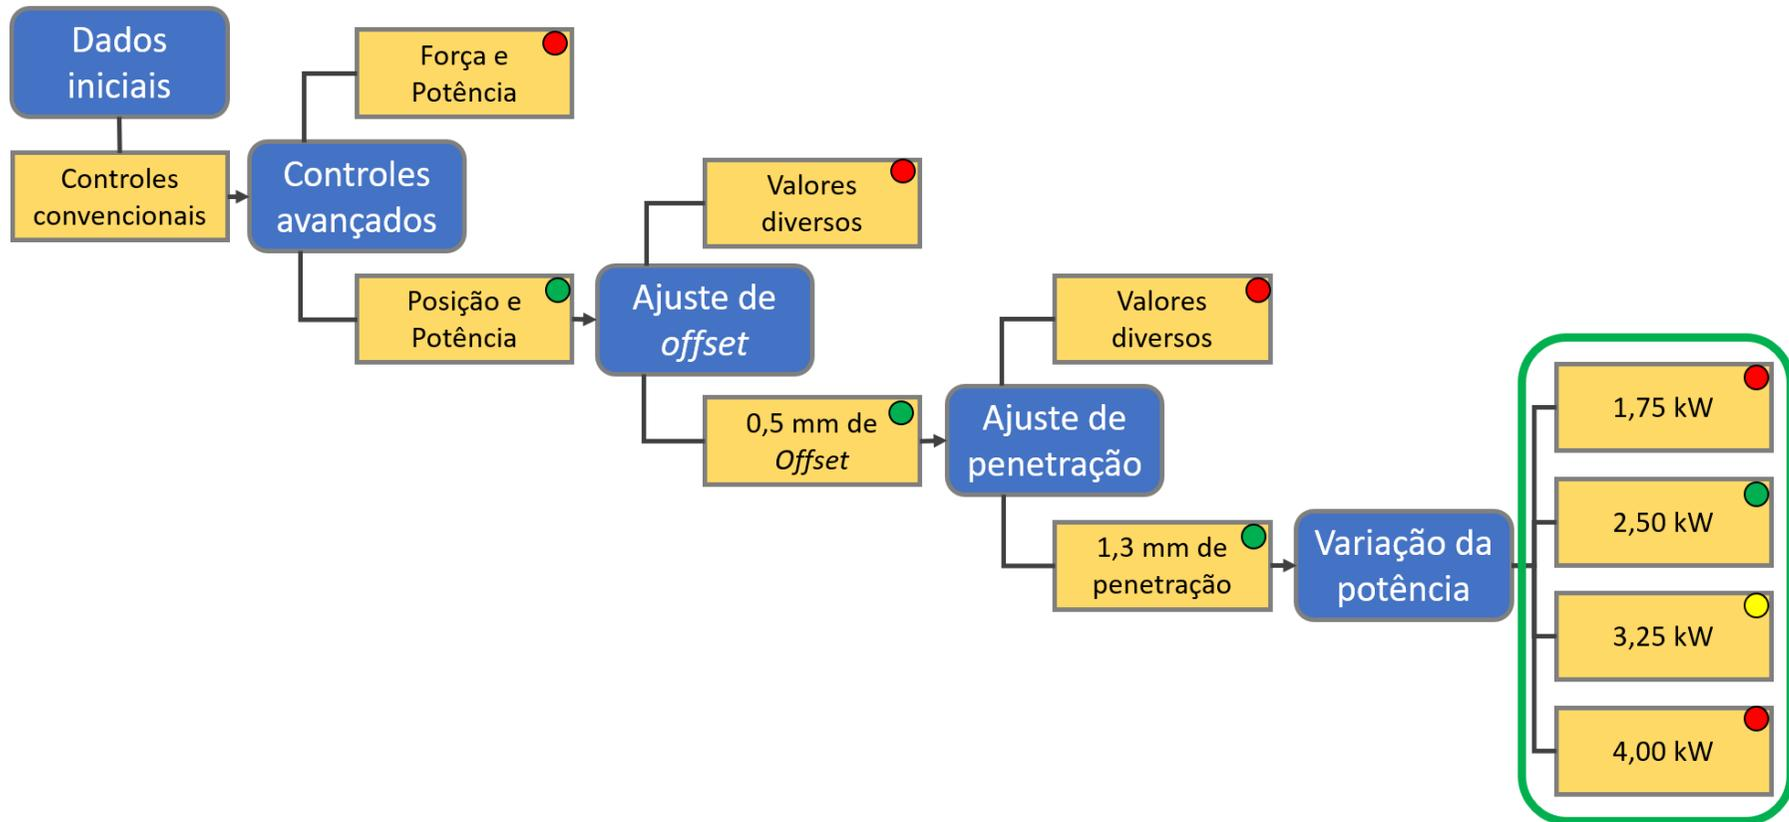 Dados
iniciais
Controles
convencionais
Controles
avançados
Força e
Potência
Posição e
Potência
Ajuste de
offset
Valores
diversos
0,5 mm de
Offset
Ajuste de
penetração
Valores
diversos
1,3 mm de
penetração
Variação da
potência
1,75 kW
2,50 kW
3,25 kW
4,00 kW